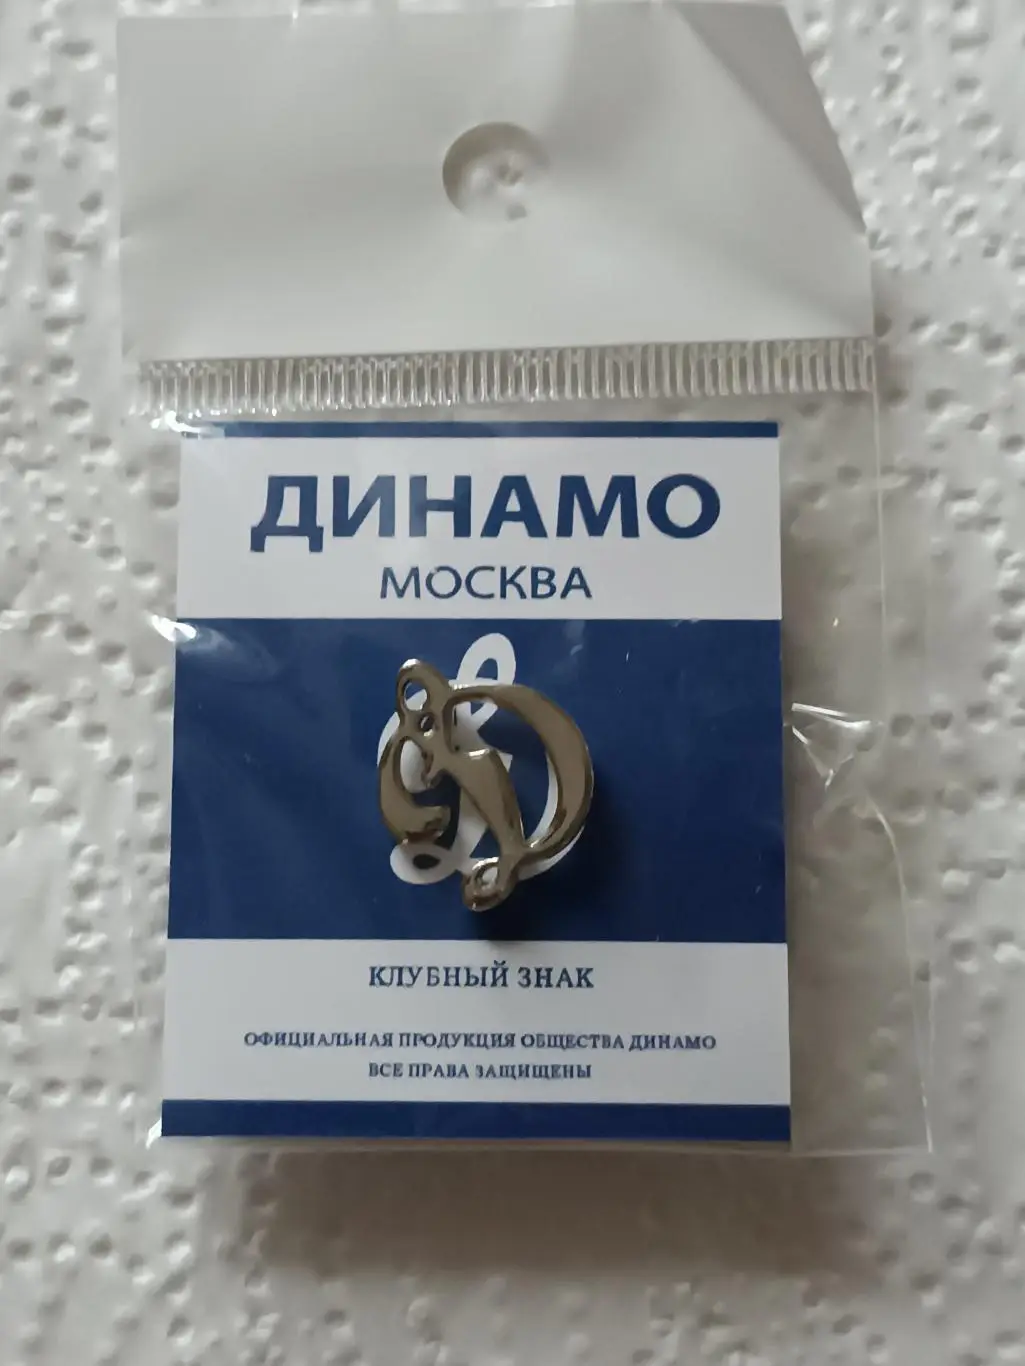 ДИНАМО
МОСКВА
КЛУБНЫЙ ЗНАК
ОФИЦИАЛЬНАЯ ПРОДУКЦИЯ ОБЩЕСТВА ДИНАМО
ВСЕ ПРАВА ЗАЩИЩЕНЫ